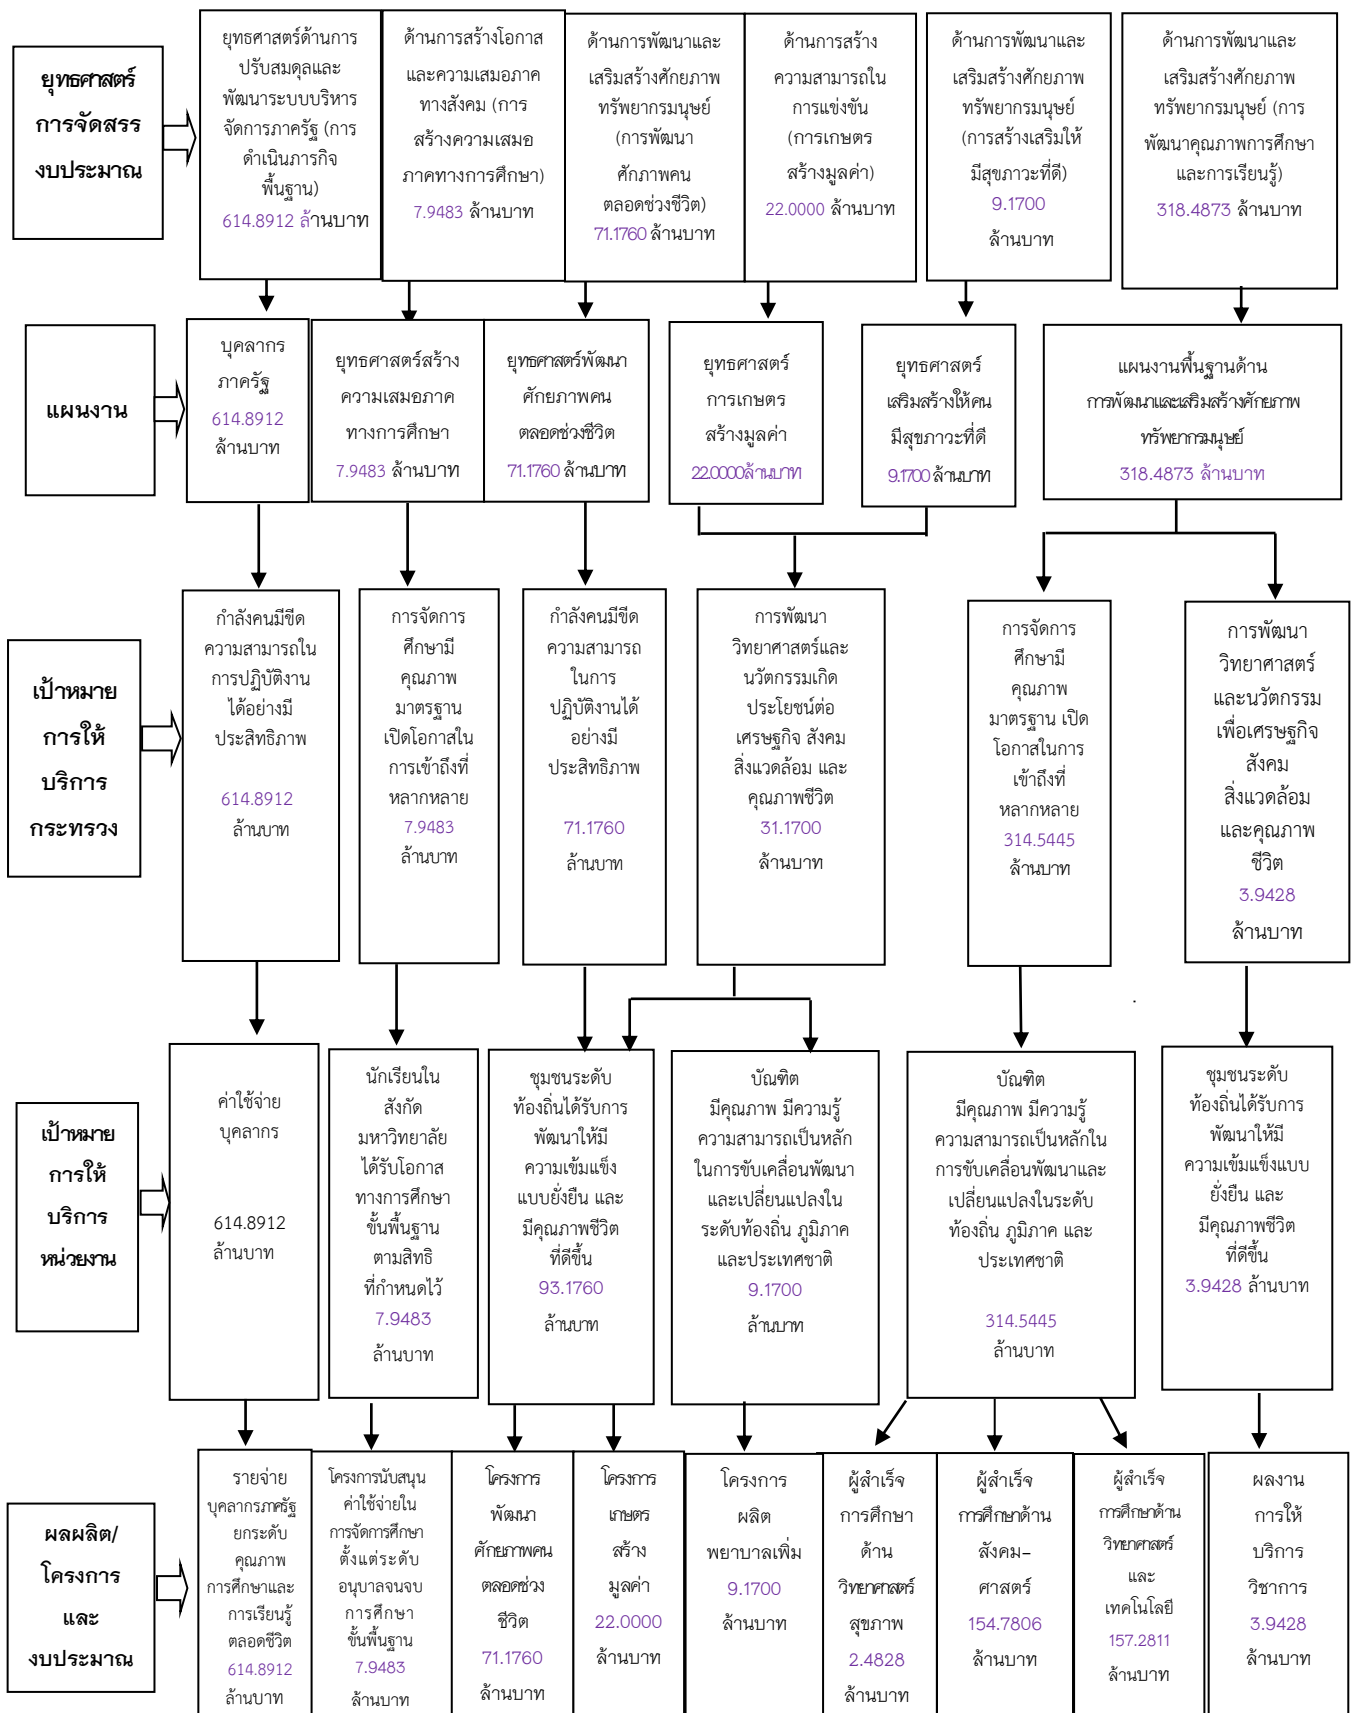 ยุทธศาสตร์
การจัดสรร
งบประมาณ
ยุทธศาสตร์ด้านการ
ปรับสมดุลและ
พัฒนาระบบบริหาร
จัดการภาครัฐ (การ
ดำเนินภารกิจ
พื้นฐาน)
614.8912 ล้านบาท
ด้านการสร้างโอกาส
และความเสมอภาค
ทางสังคม (การ
สร้างความเสมอ
ภาคทางการศึกษา)
7.9483 ล้านบาท
ด้านการพัฒนาและ
เสริมสร้างศักยภาพ
ทรัพยากรมนุษย์
(การพัฒนา
ศักภาพคน
ตลอดช่วงชีวิต)
71.1760 ล้านบาท
ด้านการสร้าง
ความสามารถใน
การแข่งขัน
(การเกษตร
สร้างมูลค่า)
22.0000 ล้านบาท
ด้านการพัฒนาและ
เสริมสร้างศักยภาพ
ทรัพยากรมนุษย์
(การสร้างเสริมให้
มีสุขภาวะที่ดี)
9.1700
ล้านบาท
ด้านการพัฒนาและ
เสริมสร้างศักยภาพ
ทรัพยากรมนุษย์ (การ
พัฒนาคุณภาพการศึกษา
และการเรียนรู้)
318.4873 ล้านบาท
แผนงาน
บุคลากร
ภาครัฐ
614.8912
ล้านบาท
ยุทธศาสตร์สร้าง
ความเสมอภาค
ทางการศึกษา
7.9483 ล้านบาท
ยุทธศาสตร์พัฒนา
ศักยภาพคน
ตลอดช่วงชีวิต
71.1760 ล้านบาท
ยุทธศาสตร์
การเกษตร
สร้างมูลค่า
22.0000ล้านบาท
ยุทธศาสตร์
เสริมสร้างให้คน
มีสุขภาวะที่ดี
9.1700 ล้านบาท
แผนงานพื้นฐานด้าน
การพัฒนาและเสริมสร้างศักยภาพ
ทรัพยากรมนุษย์
318.4873 ล้านบาท
เป้าหมาย
การให้
บริการ
กระทรวง
กำลังคนมีขีด
ความสามารถใน
การปฏิบัติงาน
ได้อย่างมี
ประสิทธิภาพ
614.8912
ล้านบาท
การจัดการ
ศึกษามี
คุณภาพ
มาตรฐาน
เปิดโอกาสใน
การเข้าถึงที่
หลากหลาย
7.9483
ล้านบาท
กำลังคนมีขีด
ความสามารถ
ในการ
ปฏิบัติงานได้
อย่างมี
ประสิทธิภาพ
71.1760
ล้านบาท
การพัฒนา
วิทยาศาสตร์และ
นวัตกรรมเกิด
ประโยชน์ต่อ
เศรษฐกิจ สังคม
สิ่งแวดล้อม และ
คุณภาพชีวิต
31.1700
ล้านบาท
การจัดการ
ศึกษามี
คุณภาพ
มาตรฐาน เปิด
โอกาสในการ
เข้าถึงที่
หลากหลาย
314.5445
ล้านบาท
การพัฒนา
วิทยาศาสตร์
และนวัตกรรม
เพื่อเศรษฐกิจ
สังคม
สิ่งแวดล้อม
และคุณภาพ
ชีวิต
3.9428
ล้านบาท
เป้าหมาย
การให้
บริการ
หน่วยงาน
ค่าใช้จ่าย
บุคลากร
614.8912
ล้านบาท
นักเรียนใน
สังกัด
มหาวิทยาลัย
ได้รับโอกาส
ทางการศึกษา
ขั้นพื้นฐาน
ตามสิทธิ
ที่กำหนดไว้
7.9483
ล้านบาท
ชุมชนระดับ
ท้องถิ่นได้รับการ
พัฒนาให้มี
ความเข้มแข็ง
แบบยั่งยืน และ
มีคุณภาพชีวิต
ที่ดีขึ้น
93.1760
ล้านบาท
บัณฑิต
มีคุณภาพ มีความรู้
ความสามารถเป็นหลัก
ในการขับเคลื่อนพัฒนา
และเปลี่ยนแปลงใน
ระดับท้องถิ่น ภูมิภาค
และประเทศชาติ
9.1700
ล้านบาท
บัณฑิต
มีคุณภาพ มีความรู้
ความสามารถเป็นหลักใน
การขับเคลื่อนพัฒนาและ
เปลี่ยนแปลงในระดับ
ท้องถิ่น ภูมิภาค และ
ประเทศชาติ
314.5445
ล้านบาท
ชุมชนระดับ
ท้องถิ่นได้รับการ
พัฒนาให้มี
ความเข้มแข็งแบบ
ยั่งยืน และ
มีคุณภาพชีวิต
ที่ดีขึ้น
3.9428 ล้านบาท
ผลผลิต/
โครงการ
และ
งบประมาณ
รายจ่าย
บุคลากรภาครัฐ
ยกระดับ
คุณภาพ
การศึกษาและ
การเรียนรู้
ตลอดชีวิต
614.8912
ล้านบาท
โครงการนับสนุน
ค่าใช้จ่ายใน
การจัดการศึกษา
ตั้งแต่ระดับ
อนุบาลจนจบ
การศึกษา
ขั้นพื้นฐาน
7.9483
ล้านบาท
โครงการ
พัฒนา
ศักยภาพคน
ตลอดช่วง
ชีวิต
71.1760
ล้านบาท
โครงการ
เกษตร
สร้าง
มูลค่า
22.0000
ล้านบาท
โครงการ
ผลิต
พยาบาลเพิ่ม
9.1700
ล้านบาท
ผู้สำเร็จ
การศึกษา
ด้าน
วิทยาศาสตร์
สุขภาพ
2.4828
ล้านบาท
ผู้สำเร็จ
การศึกษาด้าน
สังคม-
ศาสตร์
154.7806
ล้านบาท
ผู้สำเร็จ
การศึกษาด้าน
วิทยาศาสตร์
และ
เทคโนโลยี
157.2811
ล้านบาท
ผลงาน
การให้
บริการ
วิชาการ
3.9428
ล้านบาท